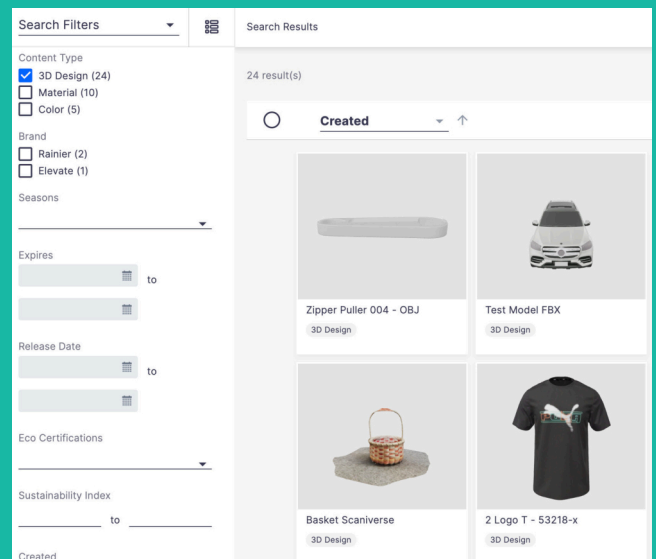 Search Filters
Content Type
3D Design (24)
Material (10)
Color (5)
Brand
Rainier (2)
Elevate (1)
Seasons
Expires
to
Release Date
to
Eco Certifications
Sustainability Index
to
Created
Search Results
24 result(s)
Created
Zipper Puller 004 - OBJ
3D Design
Test Model FBX
3D Design
Basket Scaniverse
3D Design
2 Logo T - 53218-x
3D Design